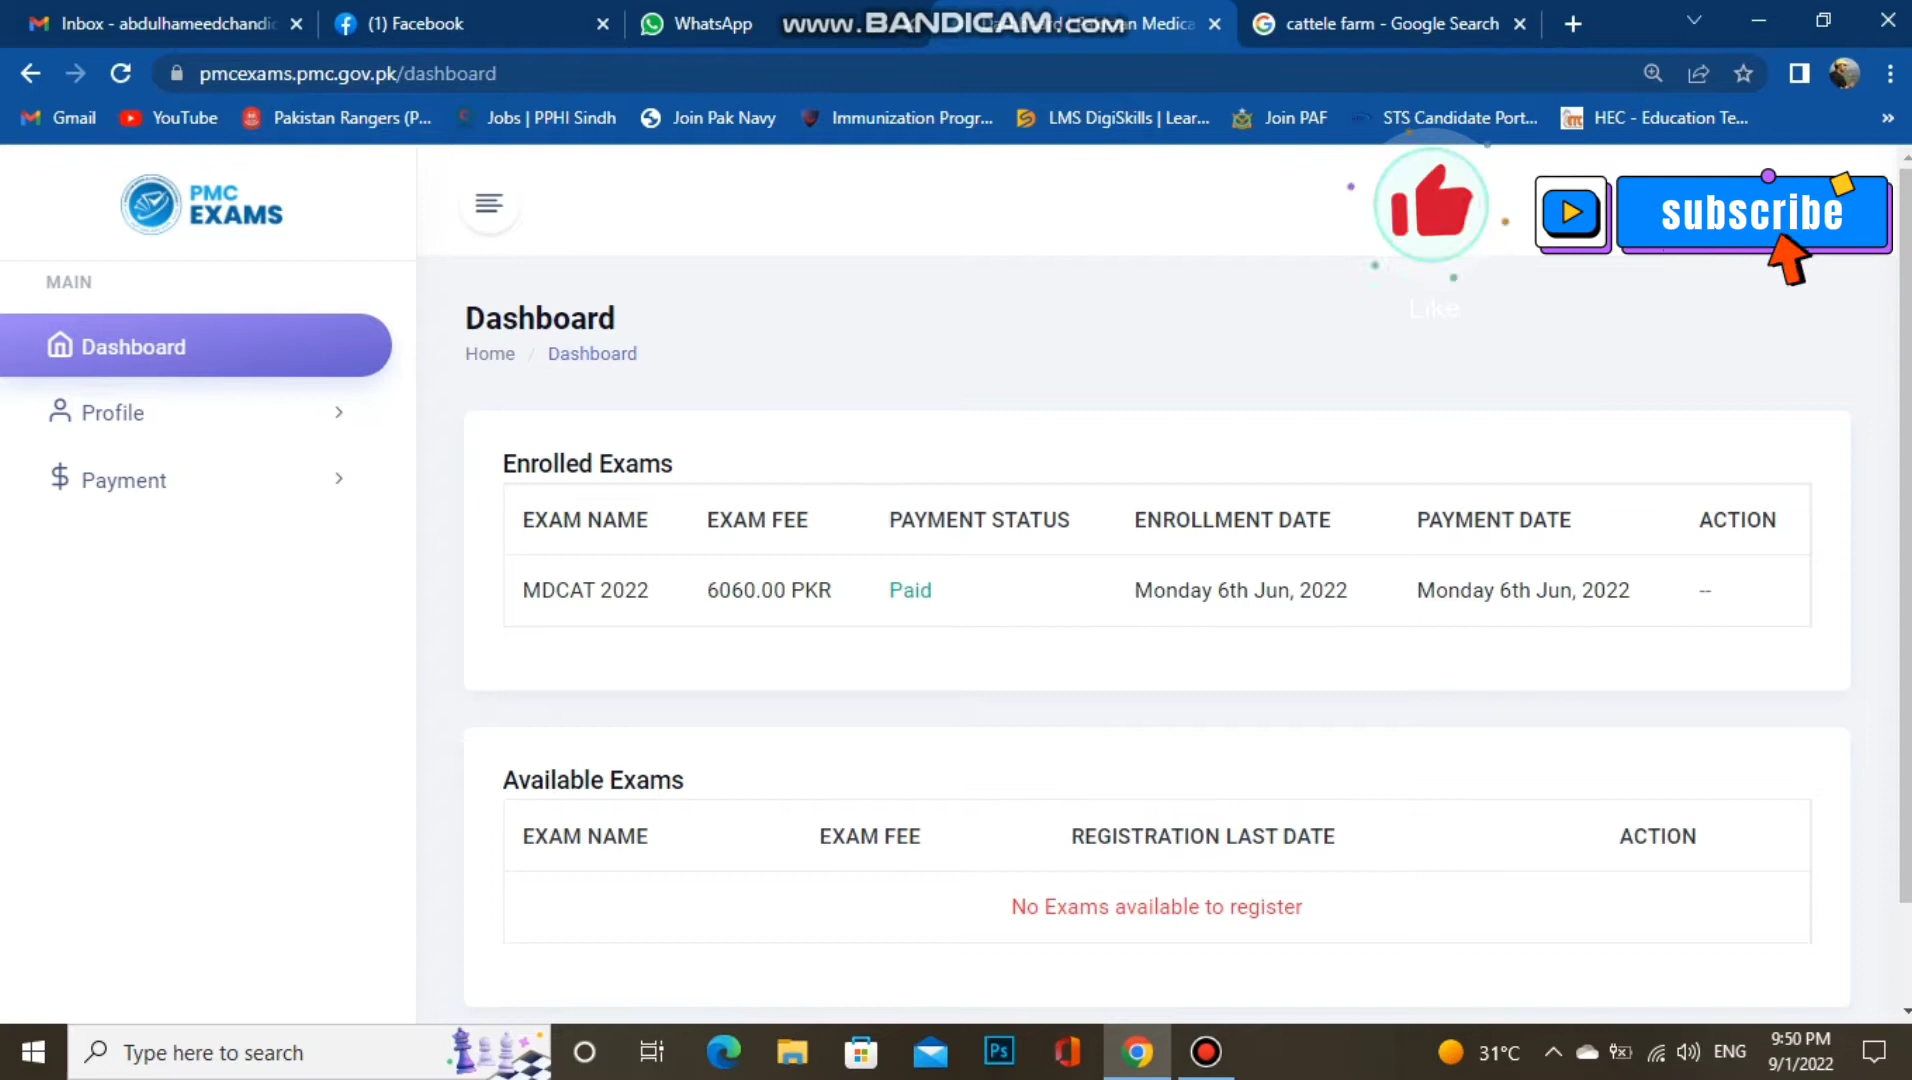 Inbox - abdulhameedchandi
(1) Facebook
WhatsApp
www.BANDICAM.com
Medica
cattele farm - Google Search
pmcexams.pmc.gov.pk/dashboard
Gmail
YouTube
Pakistan Rangers (P...
Jobs | PPHI Sindh
Join Pak Navy
Immunization Progr...
LMS DigiSkills | Lear...
Join PAF
STS Candidate Port...
HEC - Education Te...
PMC
EXAMS
subscribe
Like
MAIN
Dashboard
Profile
Payment
Dashboard
Home / Dashboard
Enrolled Exams
EXAM NAME EXAM FEE PAYMENT STATUS ENROLLMENT DATE PAYMENT DATE ACTION
MDCAT 2022 6060.00 PKR Paid Monday 6th Jun, 2022 Monday 6th Jun, 2022 --
Available Exams
EXAM NAME EXAM FEE REGISTRATION LAST DATE ACTION
No Exams available to register
Type here to search
Ps
31°C
ENG
9:50 PM
9/1/2022